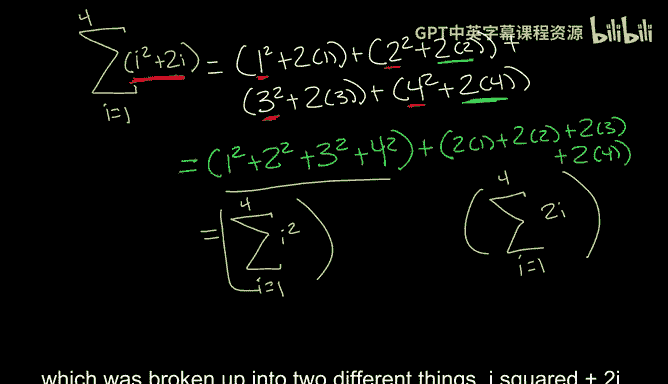 GPT中英字幕课程资源 bilibili
4
∑ (i²+2i) = (1²+2(1)) + (2²+2(2)) +
i=1
(3²+2(3)) + (4²+2(4))
= (1²+2²+3²+4²) + (2(1)+2(2)+2(3)
+2(4))
4 4
= (∑ i²) (∑ 2i)
i=1 i=1
which was broken up into two different things, i squared + 2i